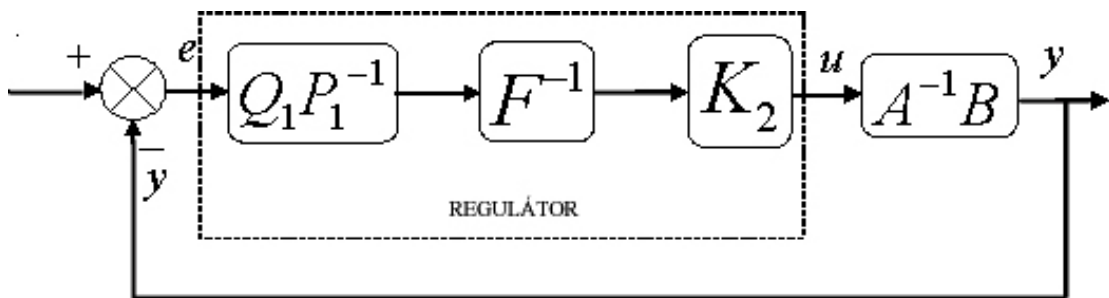 + e Q₁P₁⁻¹ F⁻¹ K₂ u A⁻¹B y
− y
REGULÁTOR